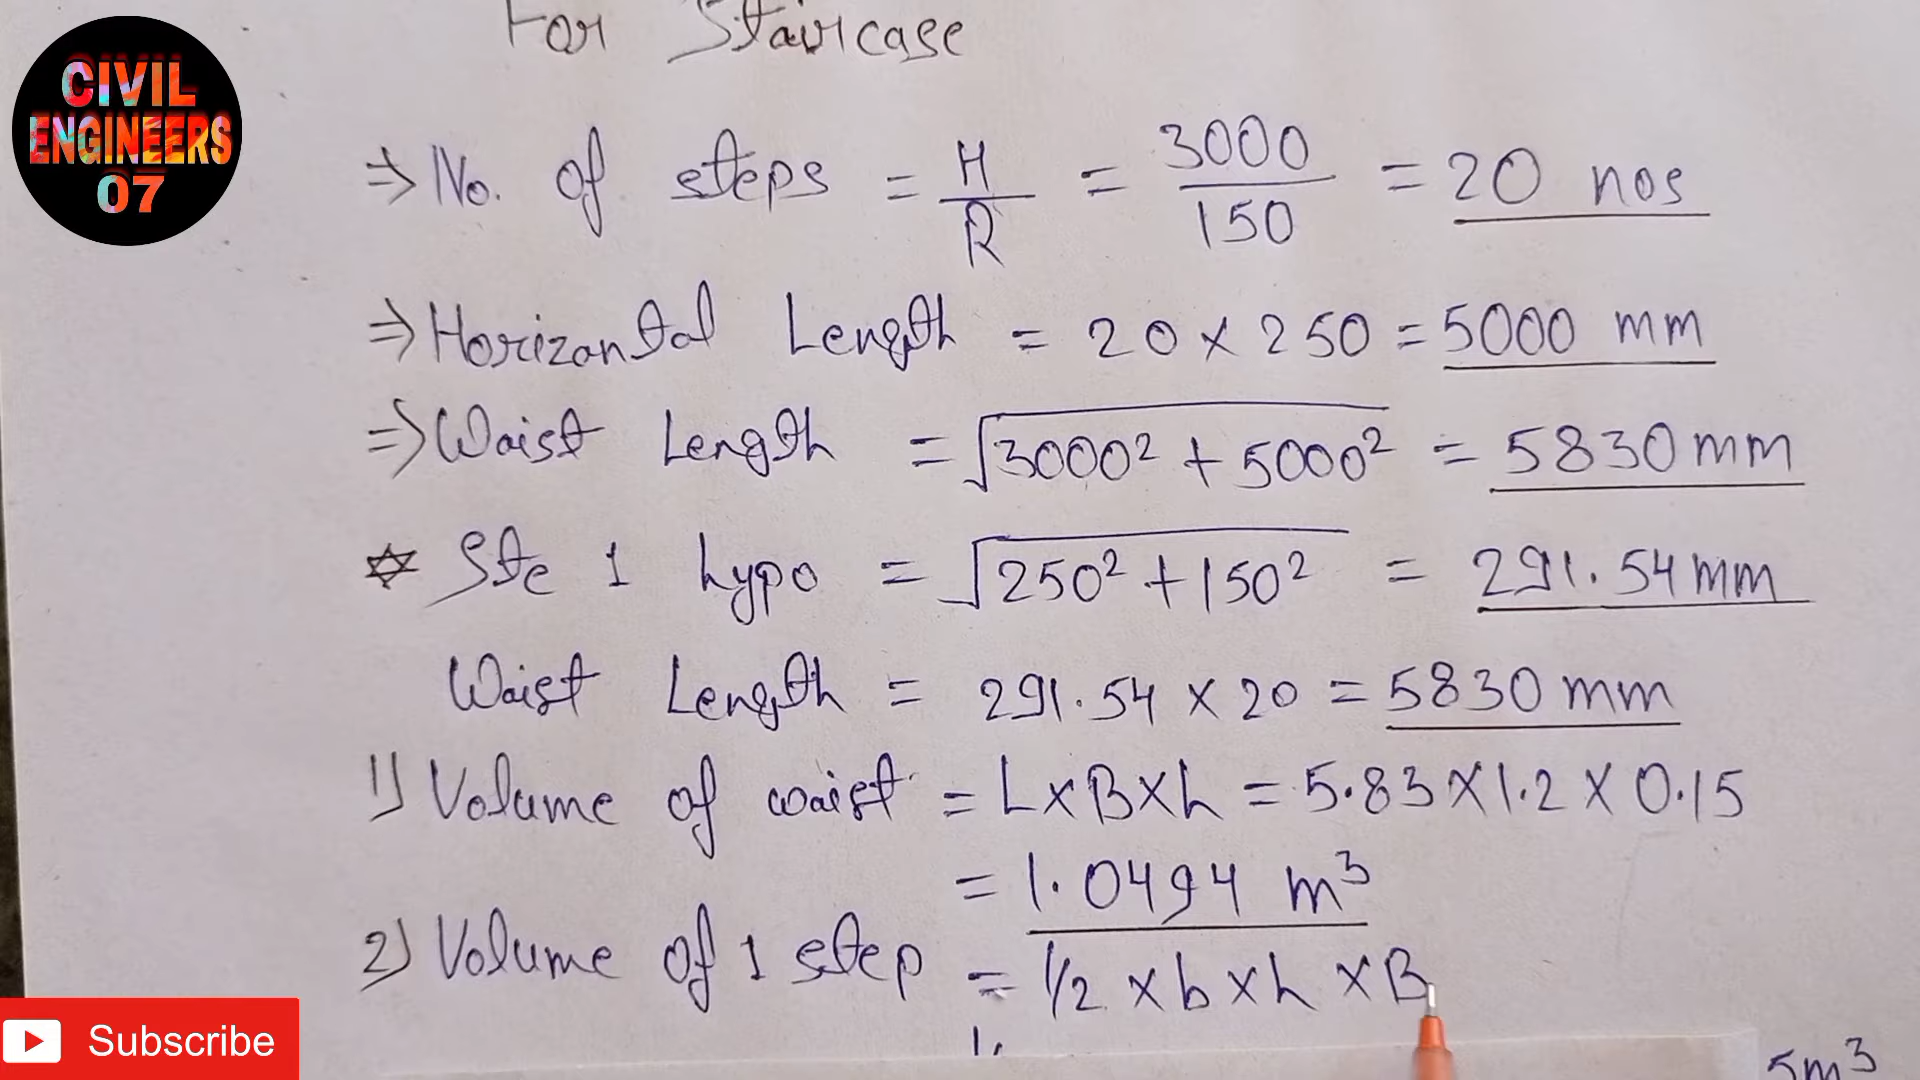 For Staircase
CIVIL
ENGINEERS
07
⇒ No. of steps = H/R = 3000/150 = 20 nos
⇒ Horizantal Length = 20 × 250 = 5000 mm
⇒ Waist Length = √3000² + 5000² = 5830 mm
✡ Ste 1 hypo = √250² + 150² = 291.54 mm
Waist Length = 291.54 × 20 = 5830 mm
1) Volume of waist = L×B×h = 5.83 × 1.2 × 0.15
= 1.0494 m³
2) Volume of 1 step = 1/2 × b × h × B
5m³
Subscribe